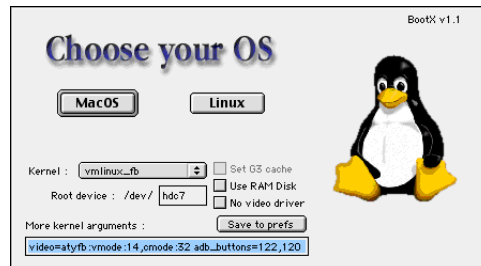 BootX v1.1
Choose your OS
MacOS Linux
Kernel : vmlinux_fb Set G3 cache
Root device : /dev/ hdc7 Use RAM Disk
No video driver
More kernel arguments : Save to prefs
video=atyfb:vmode:14,cmode:32 adb_buttons=122,120